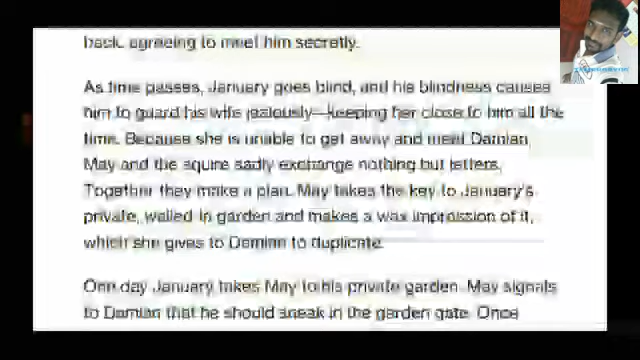 back, agreeing to meet him secretly.
As time passes, January goes blind, and his blindness causes
him to guard his wife jealously—keeping her close to him all the
time. Because she is unable to get away and meet Damian,
May and the squire sadly exchange nothing but letters.
Together they make a plan. May takes the key to January's
private, walled in garden and makes a wax impression of it,
which she gives to Damian to duplicate.
One day January takes May to his private garden. May signals
to Damian that he should sneak in the garden gate. Once